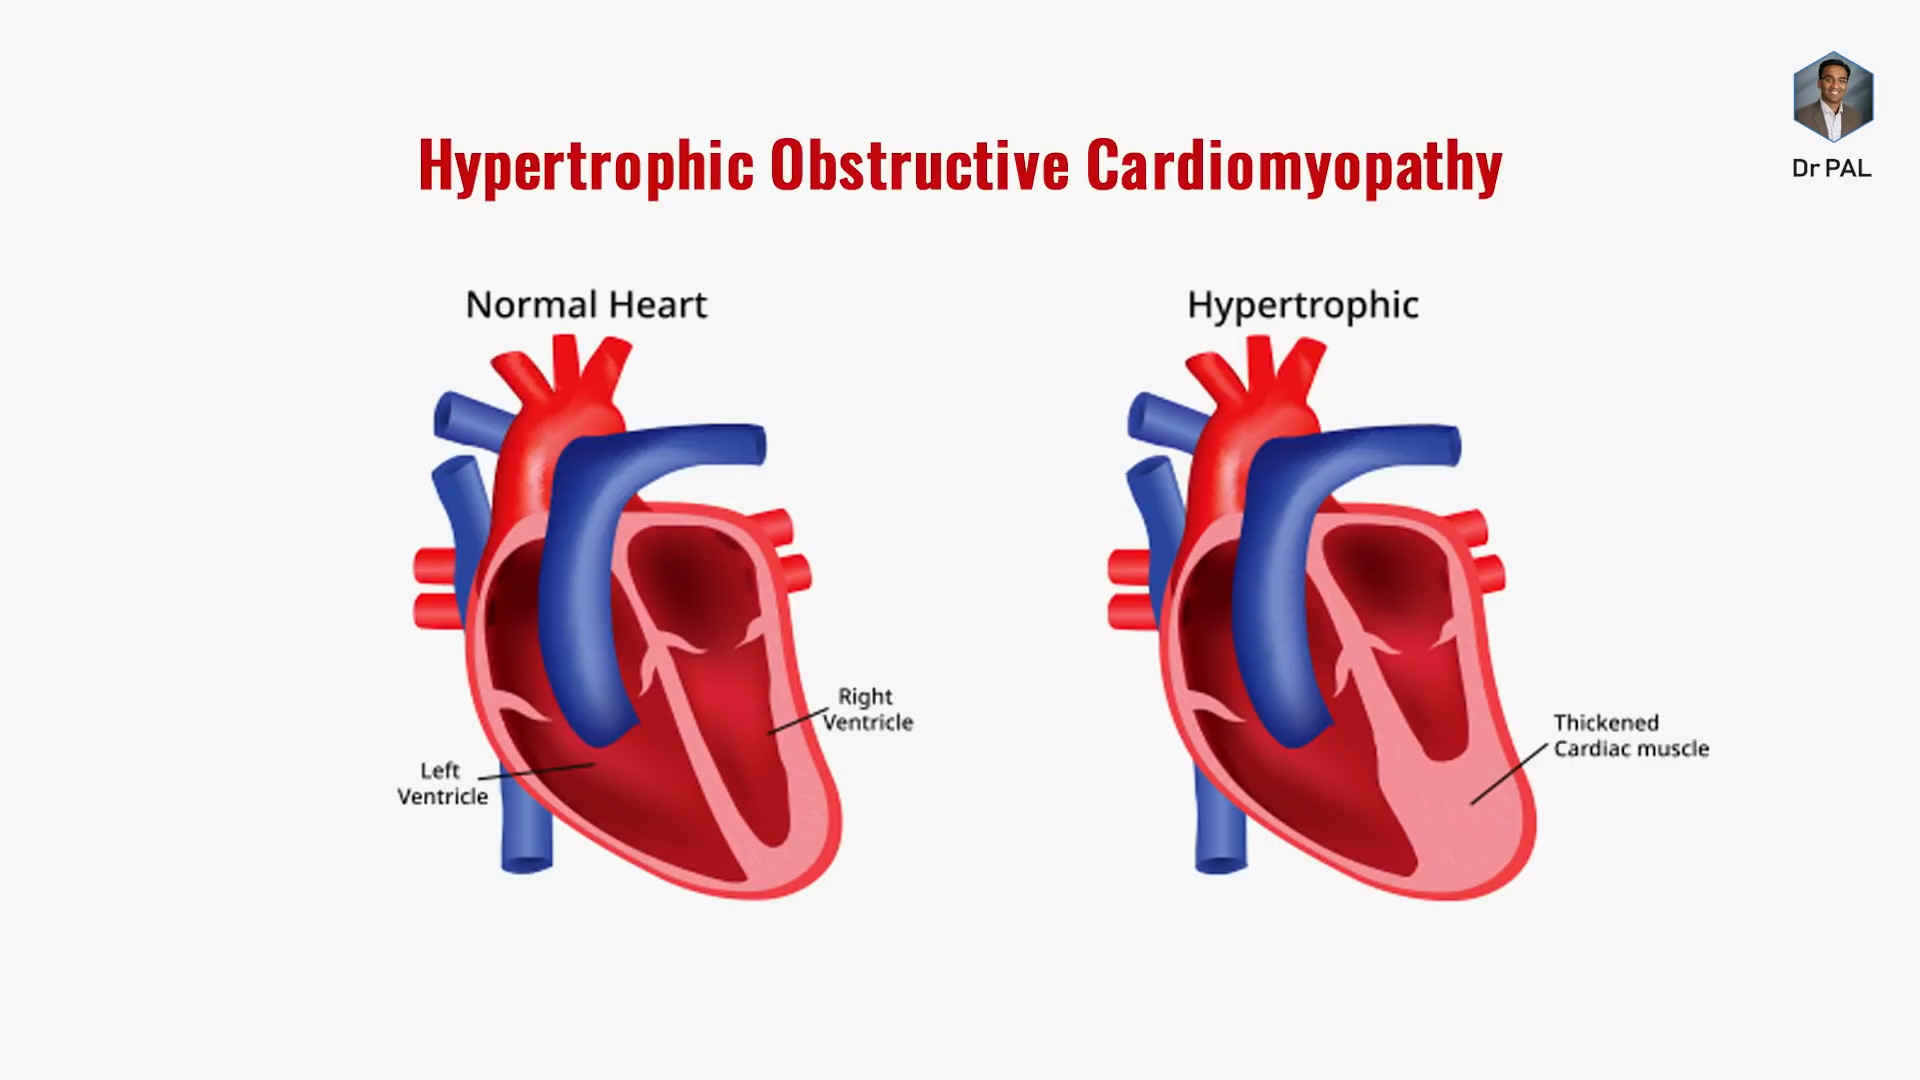 Dr PAL
Hypertrophic Obstructive Cardiomyopathy
Normal Heart
Right
Ventricle
Left
Ventricle
Hypertrophic
Thickened
Cardiac muscle